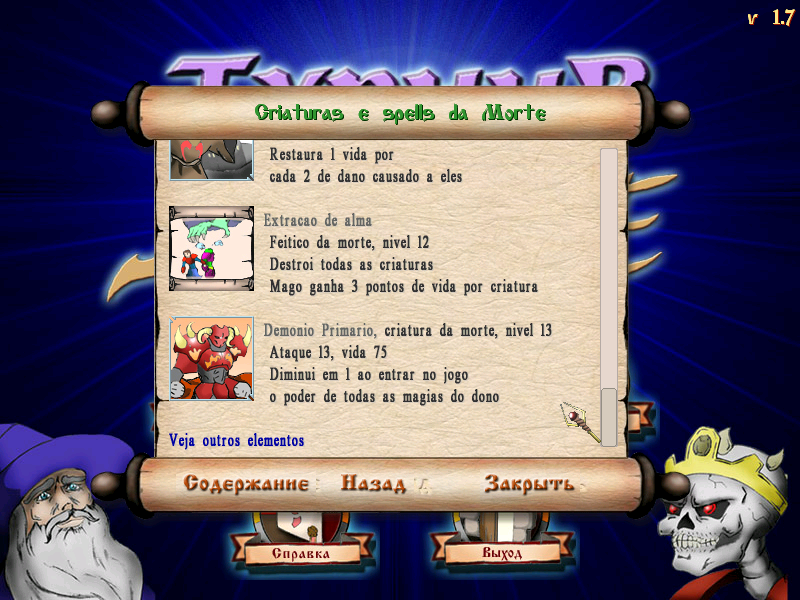 v 1.7
Турнир
Criaturas e spells da Morte
Restaura 1 vida por
cada 2 de dano causado a eles
Extracao de alma
Feitico da morte, nivel 12
Destroi todas as criaturas
Mago ganha 3 pontos de vida por criatura
Demonio Primario, criatura da morte, nivel 13
Ataque 13, vida 75
Diminui em 1 ao entrar no jogo
o poder de todas as magias do dono
Veja outros elementos
Содержание Назад Закрыть
Справка Выход